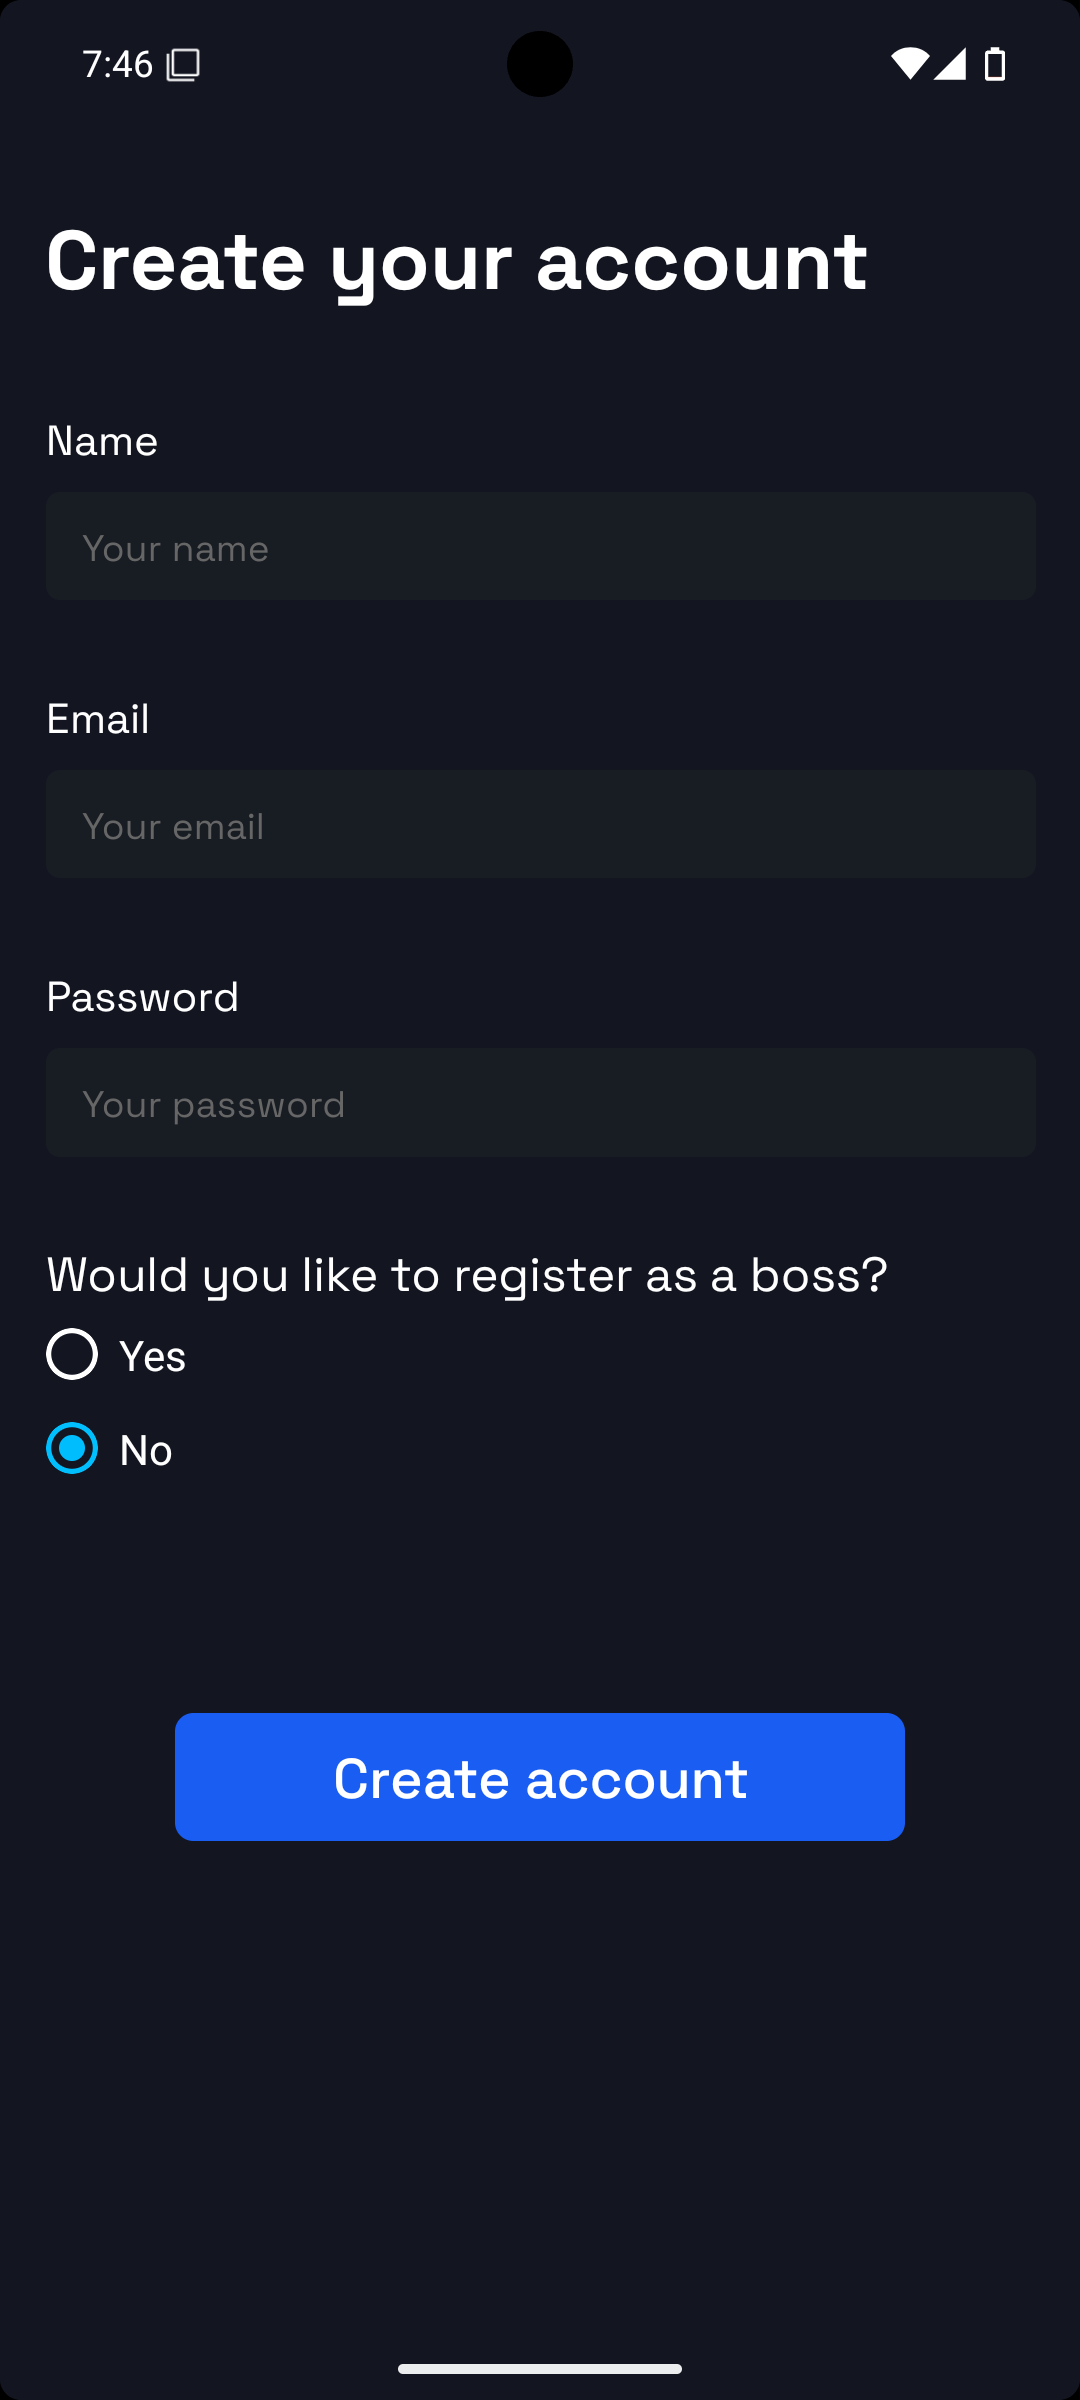 7:46
Create your account
Name
Your name
Email
Your email
Password
Your password
Would you like to register as a boss?
Yes
No
Create account